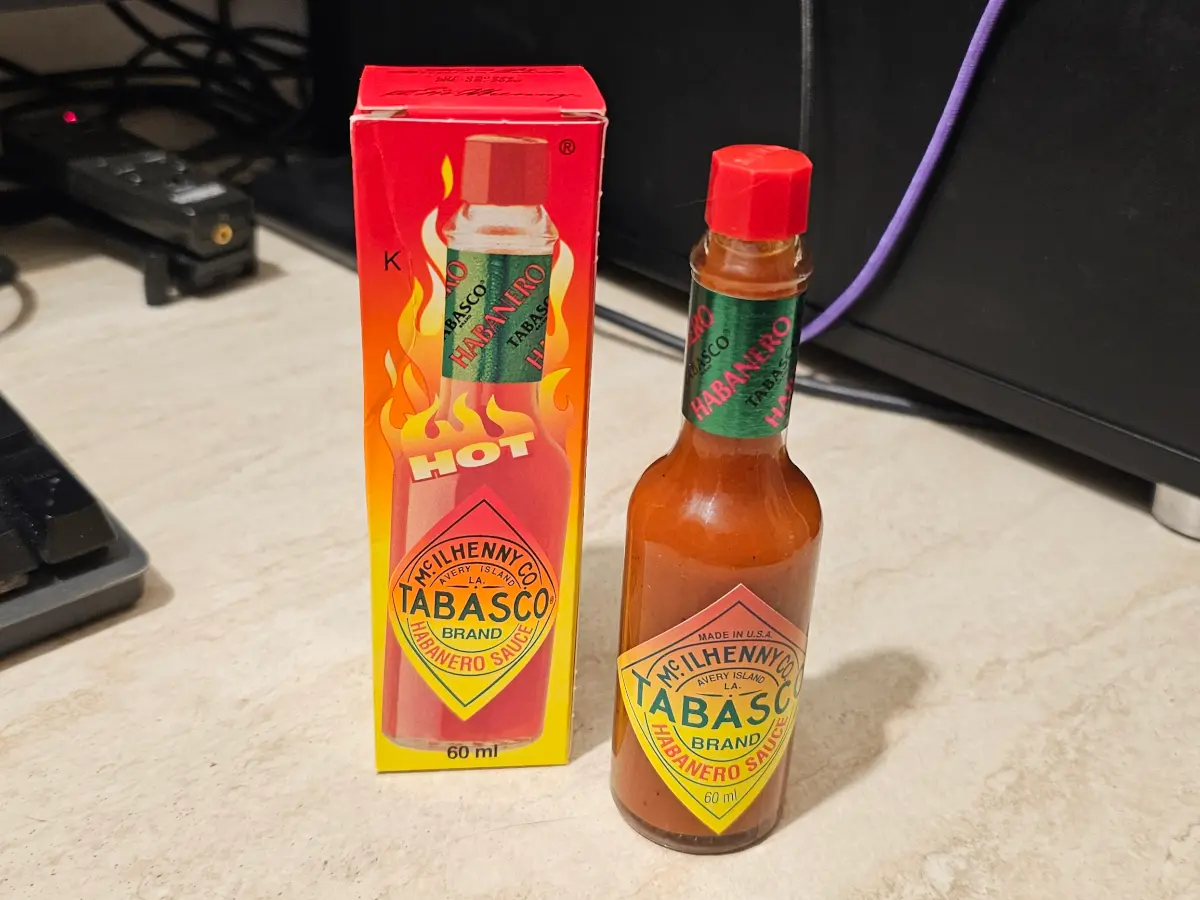 ®
K
HABANERO
TABASCO
HOT
McILHENNY CO.
AVERY ISLAND
LA.
TABASCO®
BRAND
HABANERO SAUCE
60 ml
HABANERO
TABASCO
MADE IN U.S.A.
McILHENNY CO.
AVERY ISLAND
LA.
TABASCO
BRAND
HABANERO SAUCE
60 ml